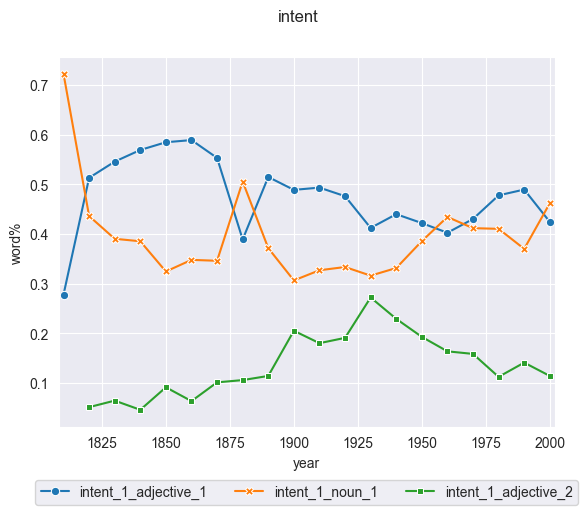 intent
0.7
0.6
0.5
0.4
0.3
0.2
0.1
word%
1825 1850 1875 1900 1925 1950 1975 2000
year
intent_1_adjective_1 intent_1_noun_1 intent_1_adjective_2